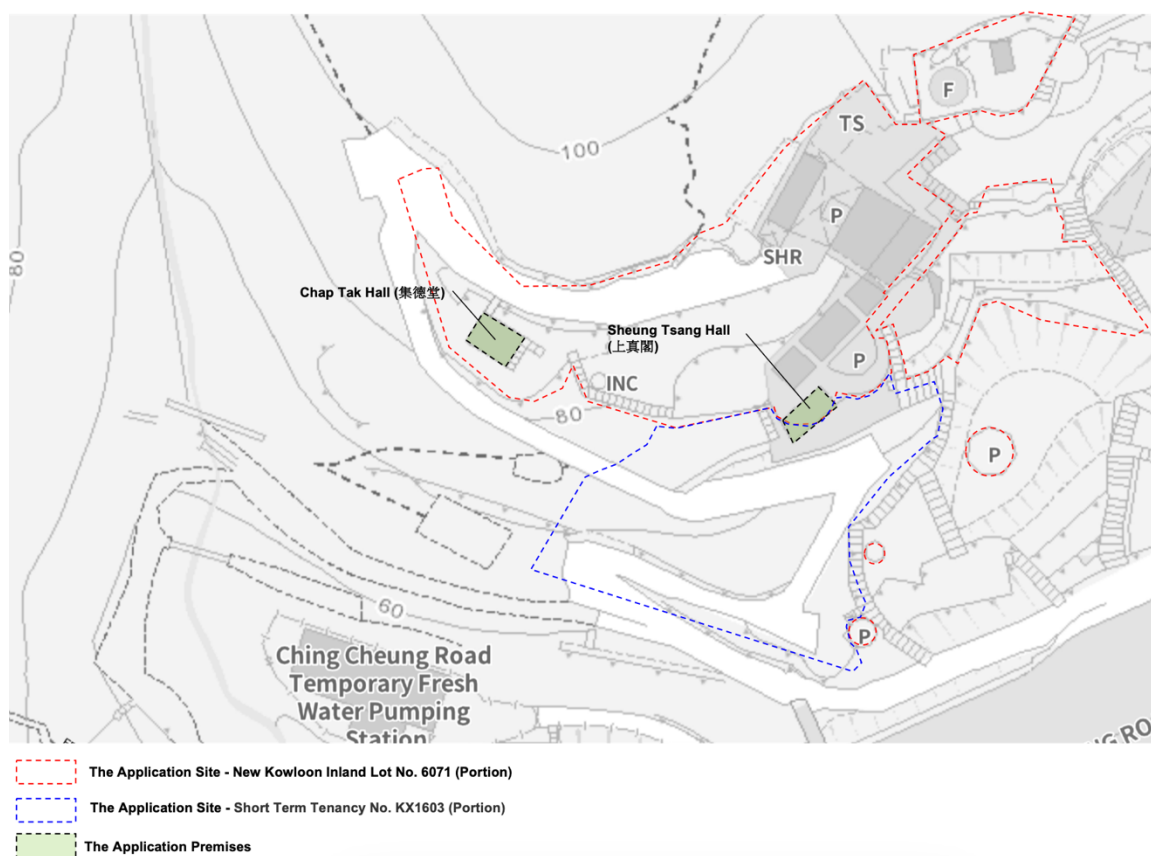 F
TS
100
P
80
SHR
Chap Tak Hall (集德堂)
Sheung Tsang Hall
(上真閣)
P
INC
80
P
60
P
Ching Cheung Road
Temporary Fresh
Water Pumping
Station
NG RO
The Application Site - New Kowloon Inland Lot No. 6071 (Portion)
The Application Site - Short Term Tenancy No. KX1603 (Portion)
The Application Premises